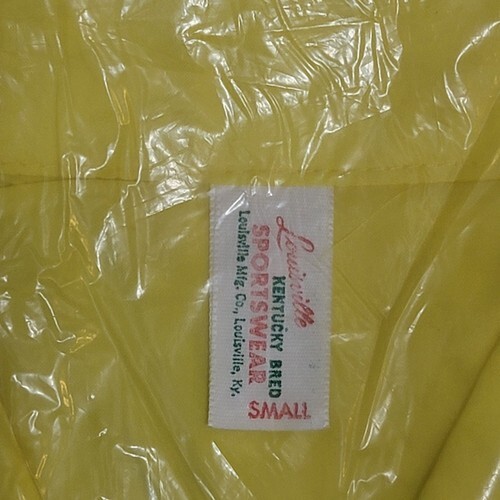 Louisville
KENTUCKY BRED
SPORTSWEAR
Louisville Mfg. Co., Louisville, Ky.
SMALL